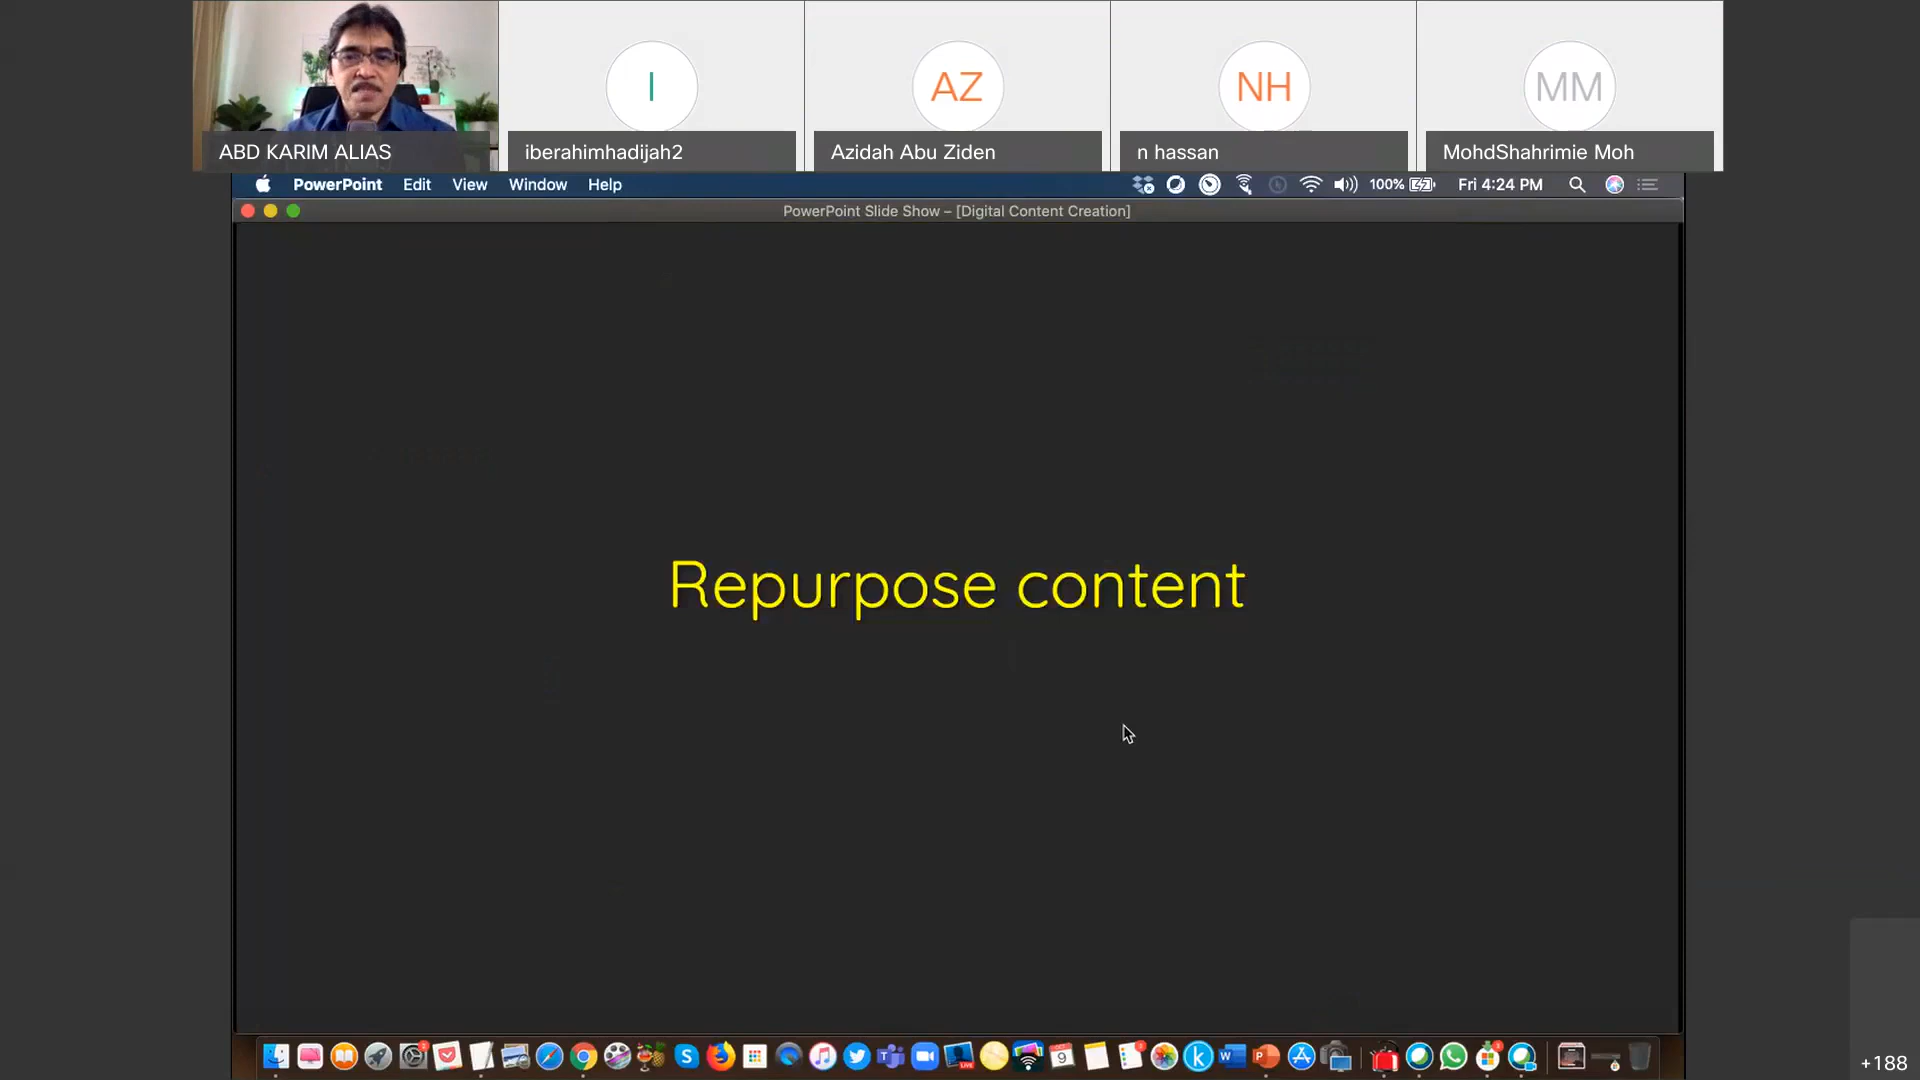 I
AZ
NH
MM
ABD KARIM ALIAS
iberahimhadijah2
Azidah Abu Ziden
n hassan
MohdShahrimie Moh
PowerPoint Edit View Window Help
100% Fri 4:24 PM
PowerPoint Slide Show – [Digital Content Creation]
Repurpose content
9
+188